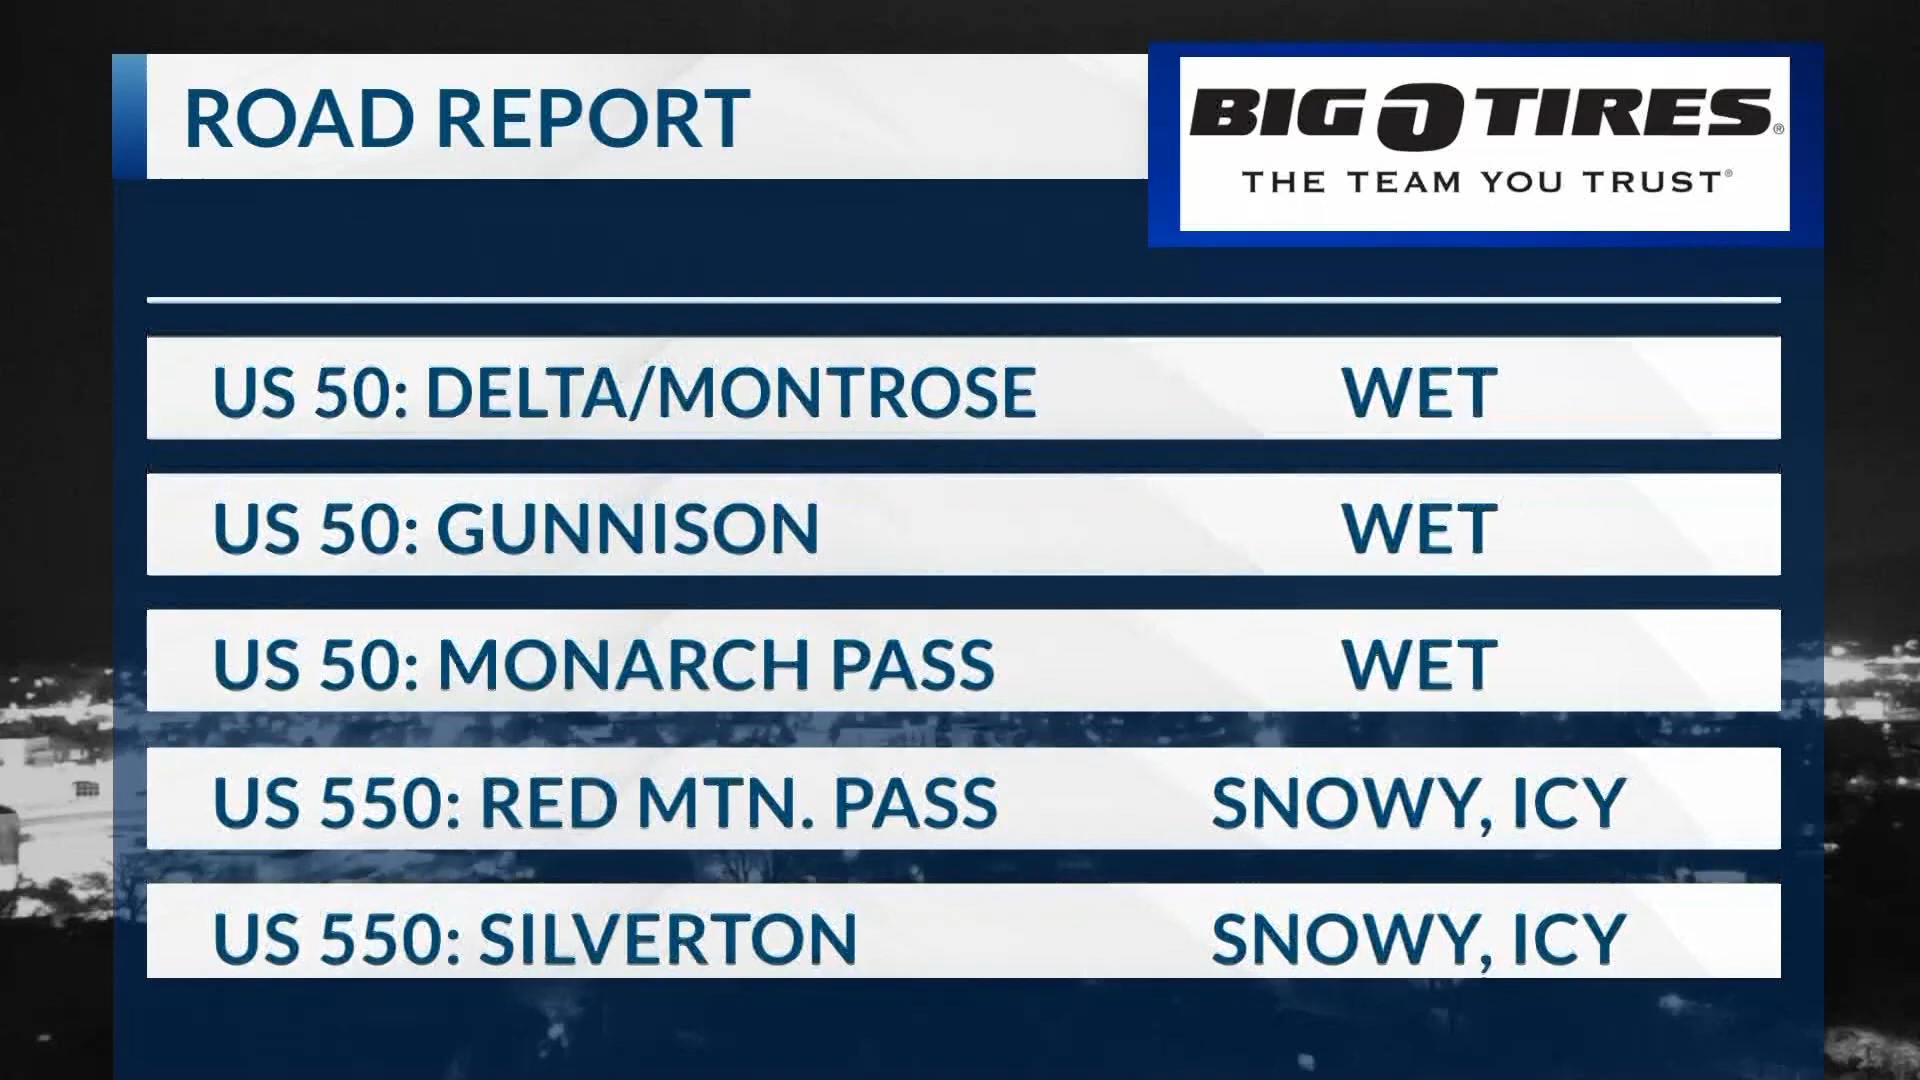 ROAD REPORT
BIG O TIRES®
THE TEAM YOU TRUST®
US 50: DELTA/MONTROSE WET
US 50: GUNNISON WET
US 50: MONARCH PASS WET
US 550: RED MTN. PASS SNOWY, ICY
US 550: SILVERTON SNOWY, ICY